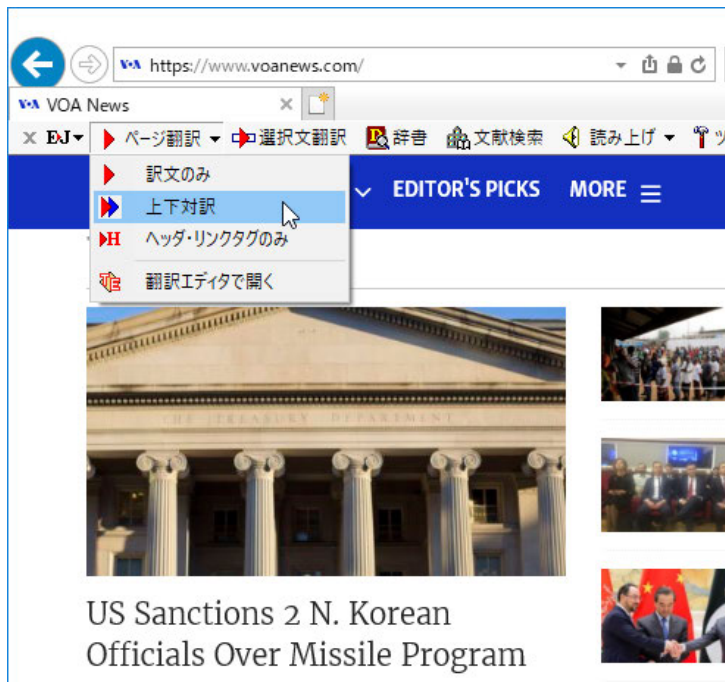 VOA https://www.voanews.com/
VOA VOA News
EJ ページ翻訳 選択文翻訳 辞書 文献検索 読み上げ
訳文のみ
上下対訳
H ヘッダ・リンクタグのみ
翻訳エディタで開く
EDITOR'S PICKS MORE
THE TREASURY DEPARTMENT
US Sanctions 2 N. Korean
Officials Over Missile Program